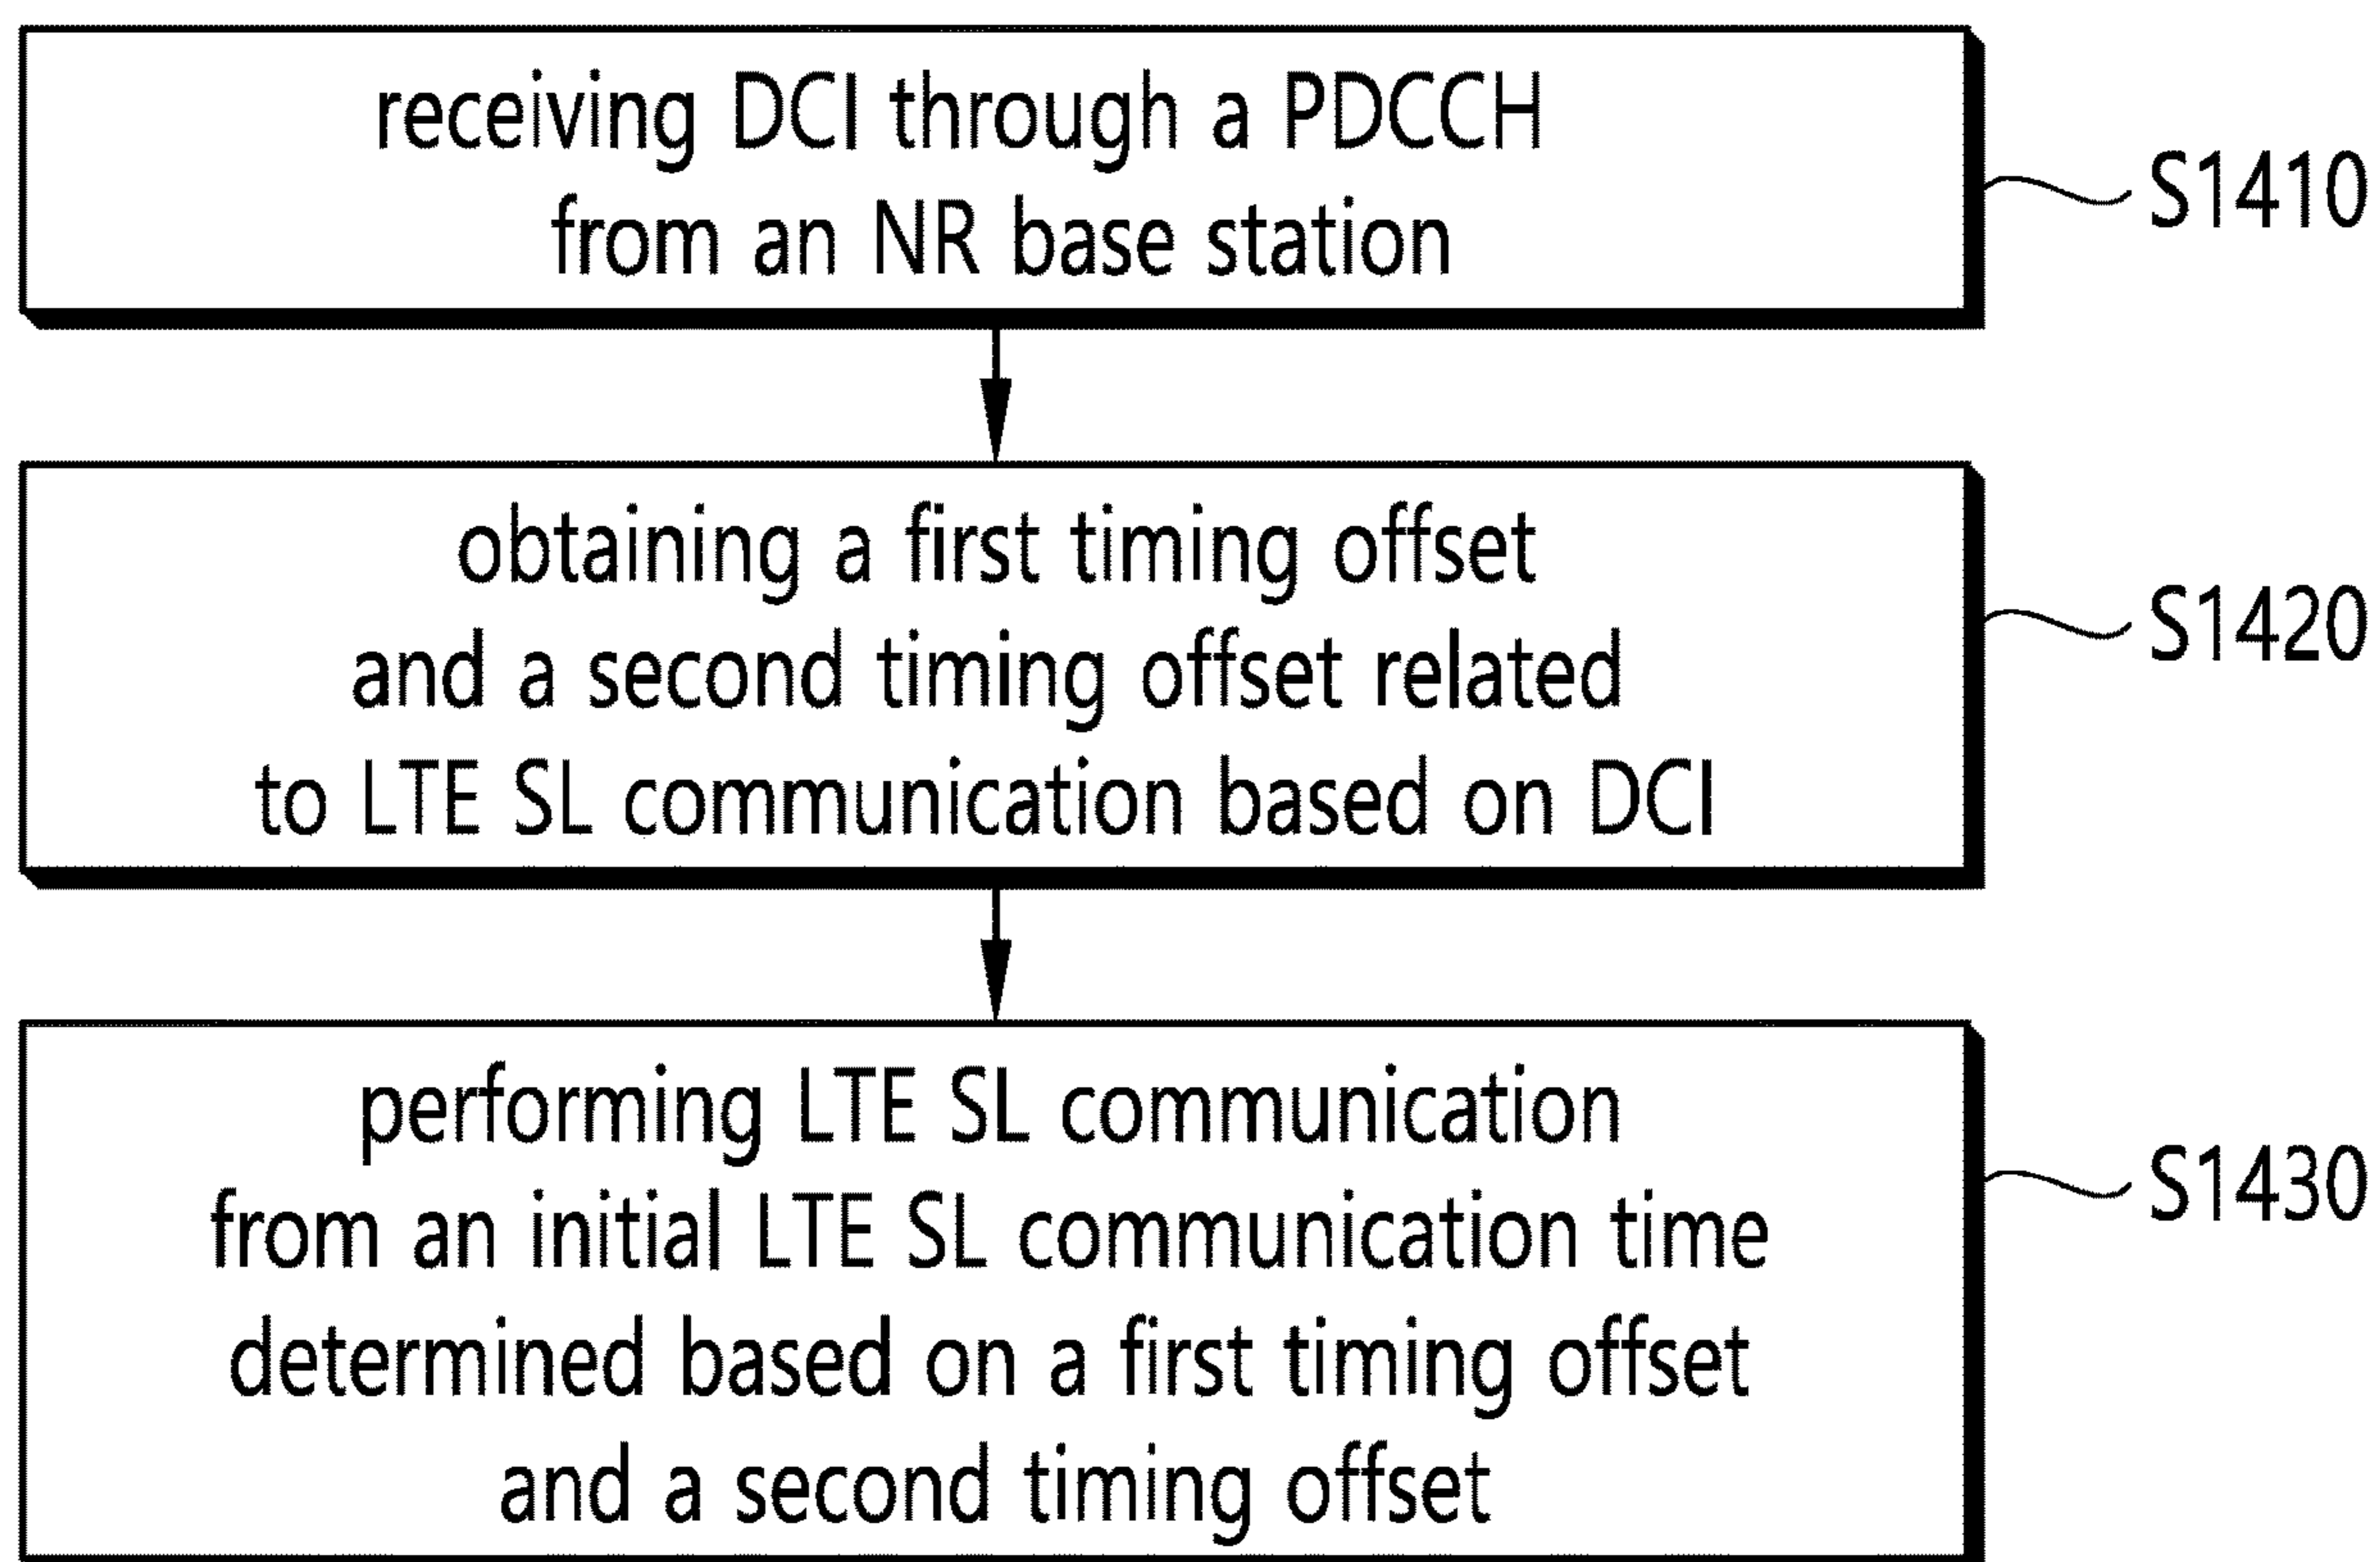 receiving DCI through a PDCCH
from an NR base station
S1410
obtaining a first timing offset
and a second timing offset related
to LTE SL communication based on DCI
S1420
performing LTE SL communication
from an initial LTE SL communication time
determined based on a first timing offset
and a second timing offset
S1430